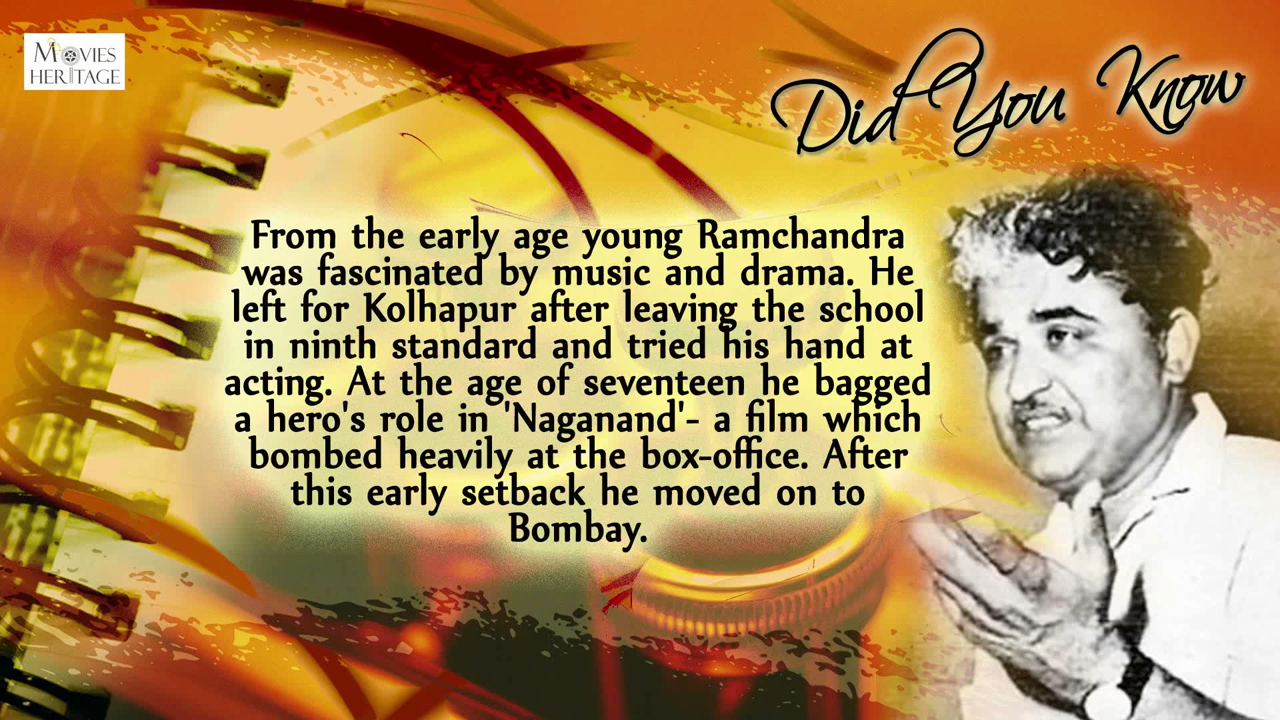 MOVIES
HERITAGE
Did You Know
From the early age young Ramchandra
was fascinated by music and drama. He
left for Kolhapur after leaving the school
in ninth standard and tried his hand at
acting. At the age of seventeen he bagged
a hero's role in 'Naganand'- a film which
bombed heavily at the box-office. After
this early setback he moved on to
Bombay.